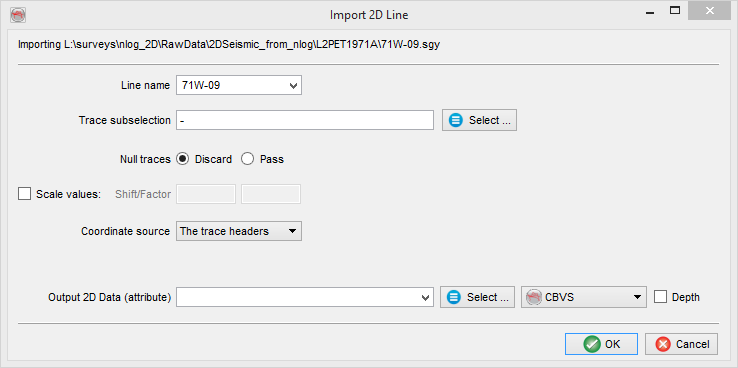 Import 2D Line
Importing L:\surveys\nlog_2D\RawData\2DSeismic_from_nlog\L2PET1971A\71W-09.sgy
Line name 71W-09
Trace subselection - Select ...
Null traces Discard Pass
Scale values: Shift/Factor
Coordinate source The trace headers
Output 2D Data (attribute) Select ... CBVS Depth
OK Cancel